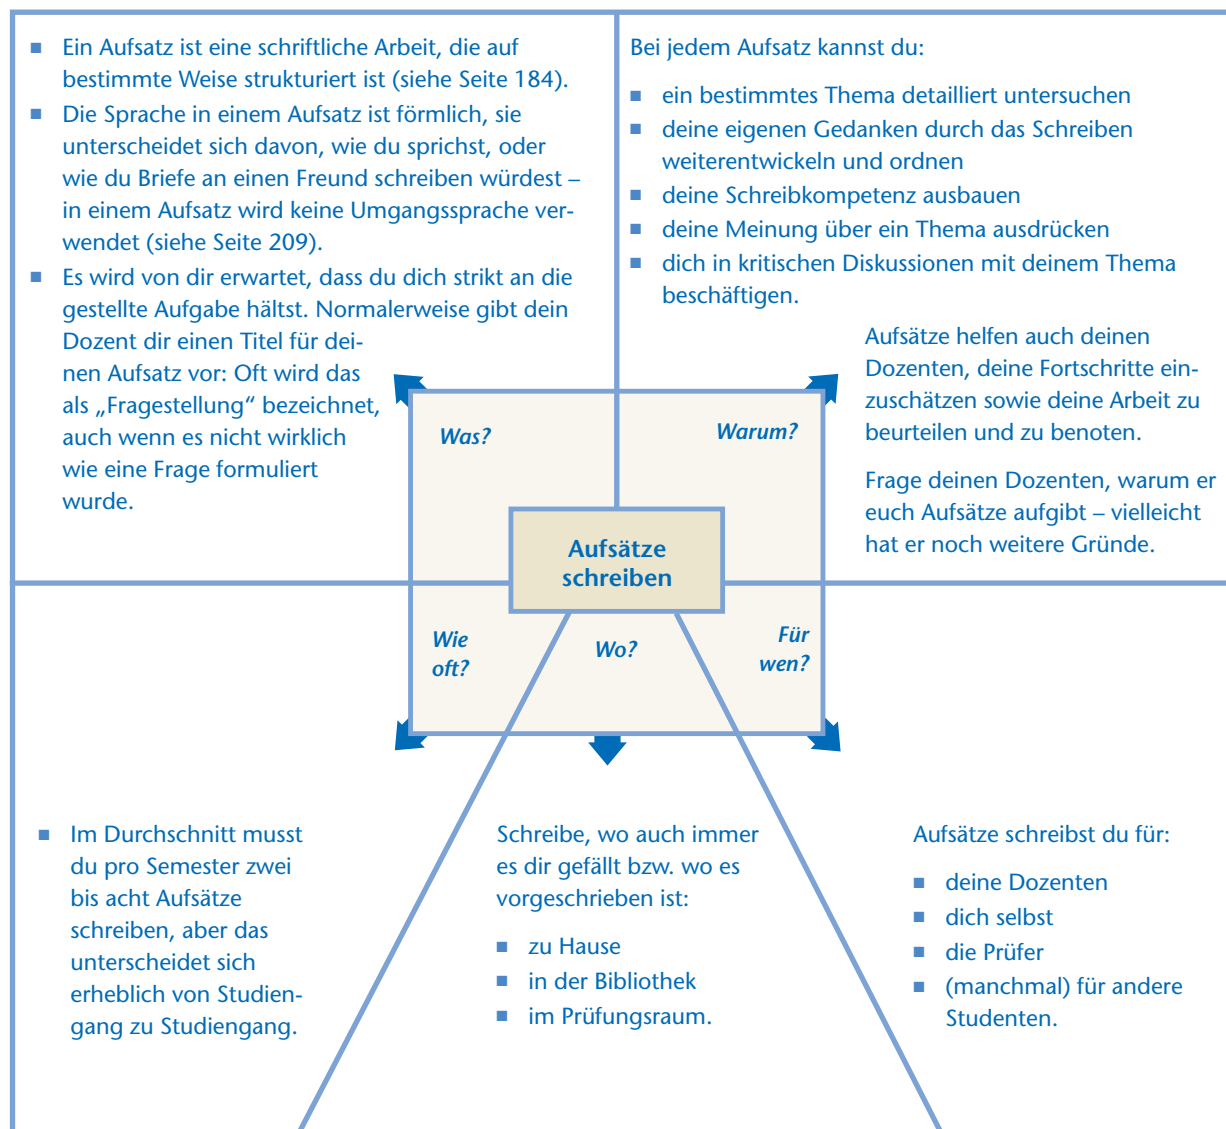 Ein Aufsatz ist eine schriftliche Arbeit, die auf
bestimmte Weise strukturiert ist (siehe Seite 184).
Die Sprache in einem Aufsatz ist förmlich, sie
unterscheidet sich davon, wie du sprichst, oder
wie du Briefe an einen Freund schreiben würdest –
in einem Aufsatz wird keine Umgangssprache ver-
wendet (siehe Seite 209).
Es wird von dir erwartet, dass du dich strikt an die
gestellte Aufgabe hältst. Normalerweise gibt dein
Dozent dir einen Titel für dei-
nen Aufsatz vor: Oft wird das
als „Fragestellung“ bezeichnet,
auch wenn es nicht wirklich
wie eine Frage formuliert
wurde.
Bei jedem Aufsatz kannst du:
ein bestimmtes Thema detailliert untersuchen
deine eigenen Gedanken durch das Schreiben
weiterentwickeln und ordnen
deine Schreibkompetenz ausbauen
deine Meinung über ein Thema ausdrücken
dich in kritischen Diskussionen mit deinem Thema
beschäftigen.
Aufsätze helfen auch deinen
Dozenten, deine Fortschritte ein-
zuschätzen sowie deine Arbeit zu
beurteilen und zu benoten.
Frage deinen Dozenten, warum er
euch Aufsätze aufgibt – vielleicht
hat er noch weitere Gründe.
Was?
Warum?
Aufsätze
schreiben
Wie
oft?
Wo?
Für
wen?
Im Durchschnitt musst
du pro Semester zwei
bis acht Aufsätze
schreiben, aber das
unterscheidet sich
erheblich von Studien-
gang zu Studiengang.
Schreibe, wo auch immer
es dir gefällt bzw. wo es
vorgeschrieben ist:
zu Hause
in der Bibliothek
im Prüfungsraum.
Aufsätze schreibst du für:
deine Dozenten
dich selbst
die Prüfer
(manchmal) für andere
Studenten.